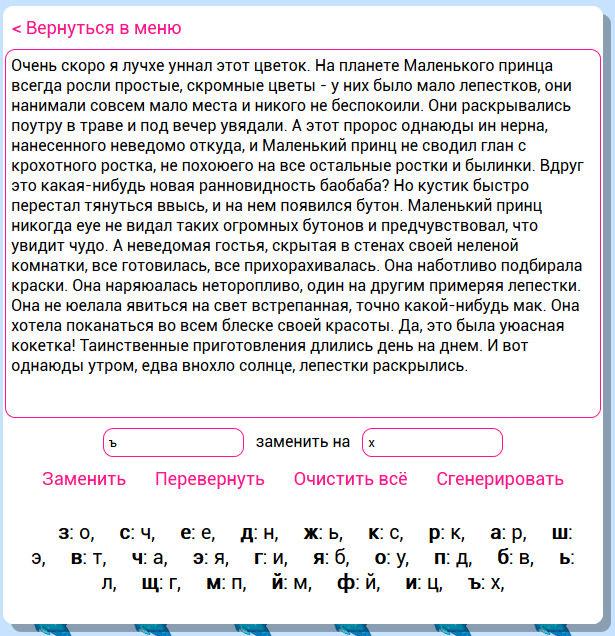 < Вернуться в меню
Очень скоро я лучхе уннал этот цветок. На планете Маленького принца
всегда росли простые, скромные цветы - у них было мало лепестков, они
нанимали совсем мало места и никого не беспокоили. Они раскрывались
поутру в траве и под вечер увядали. А этот пророс однаюды ин нерна,
нанесенного неведомо откуда, и Маленький принц не сводил глан с
крохотного ростка, не похоюего на все остальные ростки и былинки. Вдруг
это какая-нибудь новая ранновидность баобаба? Но кустик быстро
перестал тянуться ввысь, и на нем появился бутон. Маленький принц
никогда еуе не видал таких огромных бутонов и предчувствовал, что
увидит чудо. А неведомая гостья, скрытая в стенах своей неленой
комнатки, все готовилась, все прихорахивалась. Она наботливо подбирала
краски. Она наряюалась неторопливо, один на другим примеряя лепестки.
Она не юелала явиться на свет встрепанная, точно какой-нибудь мак. Она
хотела поканаться во всем блеске своей красоты. Да, это была уюасная
кокетка! Таинственные приготовления длились день на днем. И вот
однаюды утром, едва внохло солнце, лепестки раскрылись.
ъ заменить на х
Заменить Перевернуть Очистить всё Сгенерировать
з: о, с: ч, е: е, д: н, ж: ь, к: с, р: к, а: р, ш:
э, в: т, ч: а, э: я, г: и, я: б, о: у, п: д, б: в, ь:
л, щ: г, м: п, й: м, ф: й, и: ц, ъ: х,